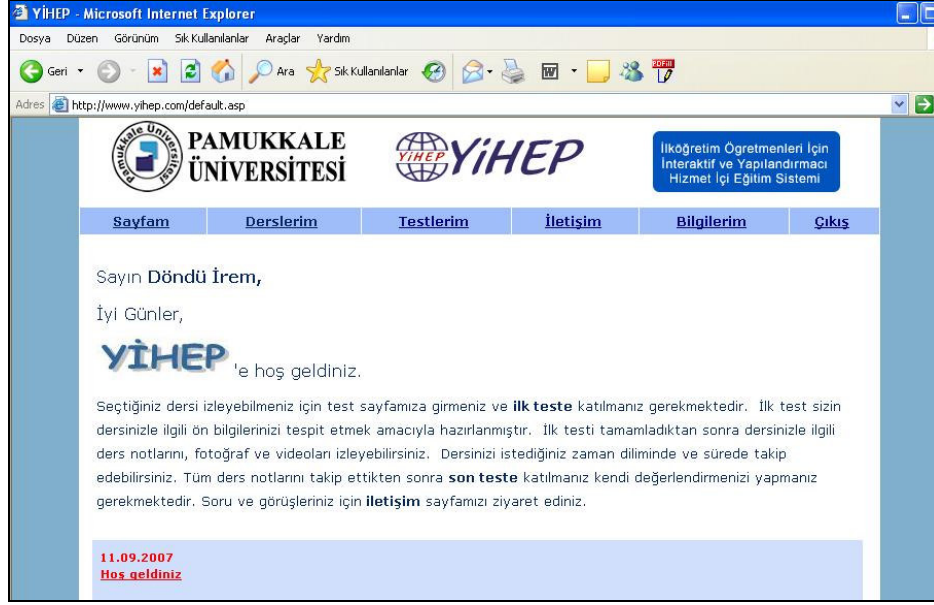 YİHEP - Microsoft Internet Explorer
Dosya Düzen Görünüm Sık Kullanılanlar Araçlar Yardım
Geri Ara Sık Kullanılanlar
Adres http://www.yihep.com/default.asp
Pamukkale Üniversitesi
PAMUKKALE
ÜNİVERSİTESİ
YİHEP
YİHEP
İlköğretim Ögretmenleri İçin
İnteraktif ve Yapılandırmacı
Hizmet İçi Eğitim Sistemi
Sayfam Derslerim Testlerim İletişim Bilgilerim Çıkış
Sayın Döndü İrem,
İyi Günler,
YİHEP 'e hoş geldiniz.
Seçtiğiniz dersi izleyebilmeniz için test sayfamıza girmeniz ve ilk teste katılmanız gerekmektedir. İlk test sizin
dersinizle ilgili ön bilgilerinizi tespit etmek amacıyla hazırlanmıştır. İlk testi tamamladıktan sonra dersinizle ilgili
ders notlarını, fotoğraf ve videoları izleyebilirsiniz. Dersinizi istediğiniz zaman diliminde ve sürede takip
edebilirsiniz. Tüm ders notlarını takip ettikten sonra son teste katılmanız kendi değerlendirmenizi yapmanız
gerekmektedir. Soru ve görüşleriniz için iletişim sayfamızı ziyaret ediniz.
11.09.2007
Hoş geldiniz